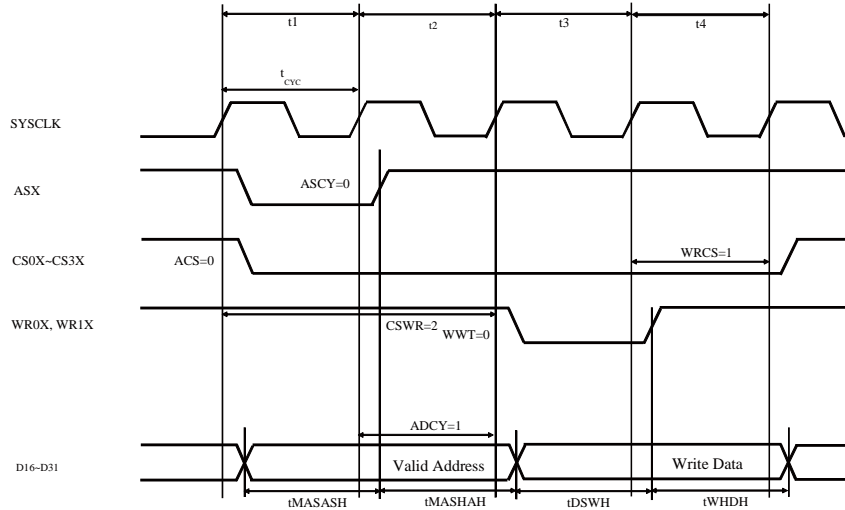 t1 t2 t3 t4
tCYC
SYSCLK
ASX ASCY=0
CS0X~CS3X ACS=0 WRCS=1
WR0X, WR1X CSWR=2
WWT=0
ADCY=1
D16~D31 Valid Address Write Data
tMASASH tMASHAH tDSWH tWHDH